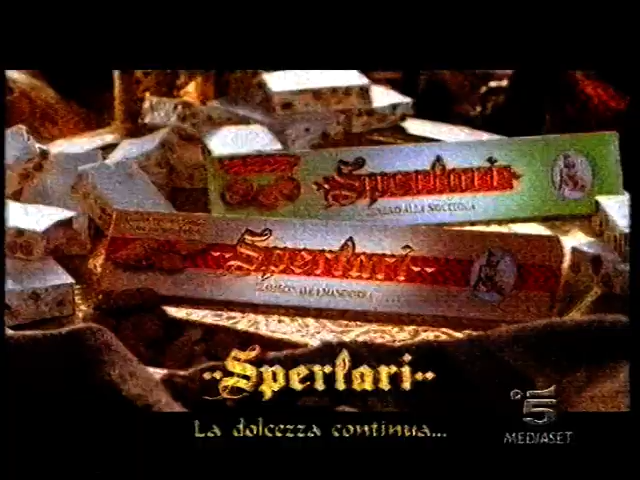 Sperlari
Sperlari
··Sperlari··
La dolcezza continua...
5
MEDIASET